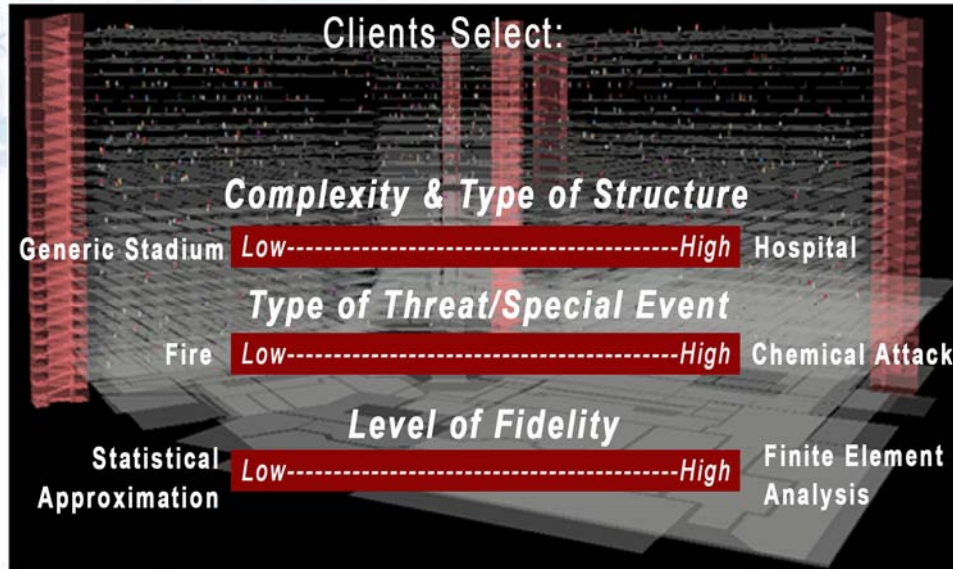 Clients Select:
Complexity & Type of Structure
Generic Stadium Low------------------------------------------High Hospital
Type of Threat/Special Event
Fire Low------------------------------------------High Chemical Attack
Level of Fidelity
Statistical
Approximation
Low------------------------------------------High
Finite Element
Analysis